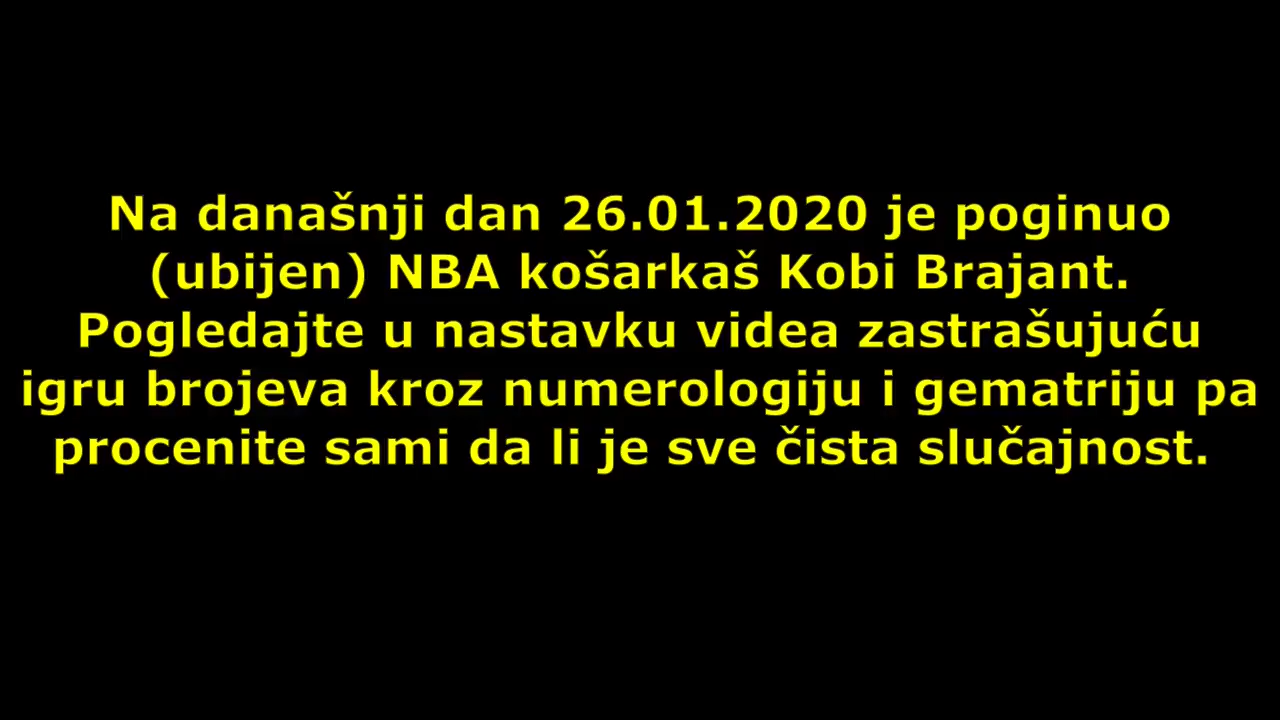 Na današnji dan 26.01.2020 je poginuo
(ubijen) NBA košarkaš Kobi Brajant.
Pogledajte u nastavku videa zastrašujuću
igru brojeva kroz numerologiju i gematriju pa
procenite sami da li je sve čista slučajnost.